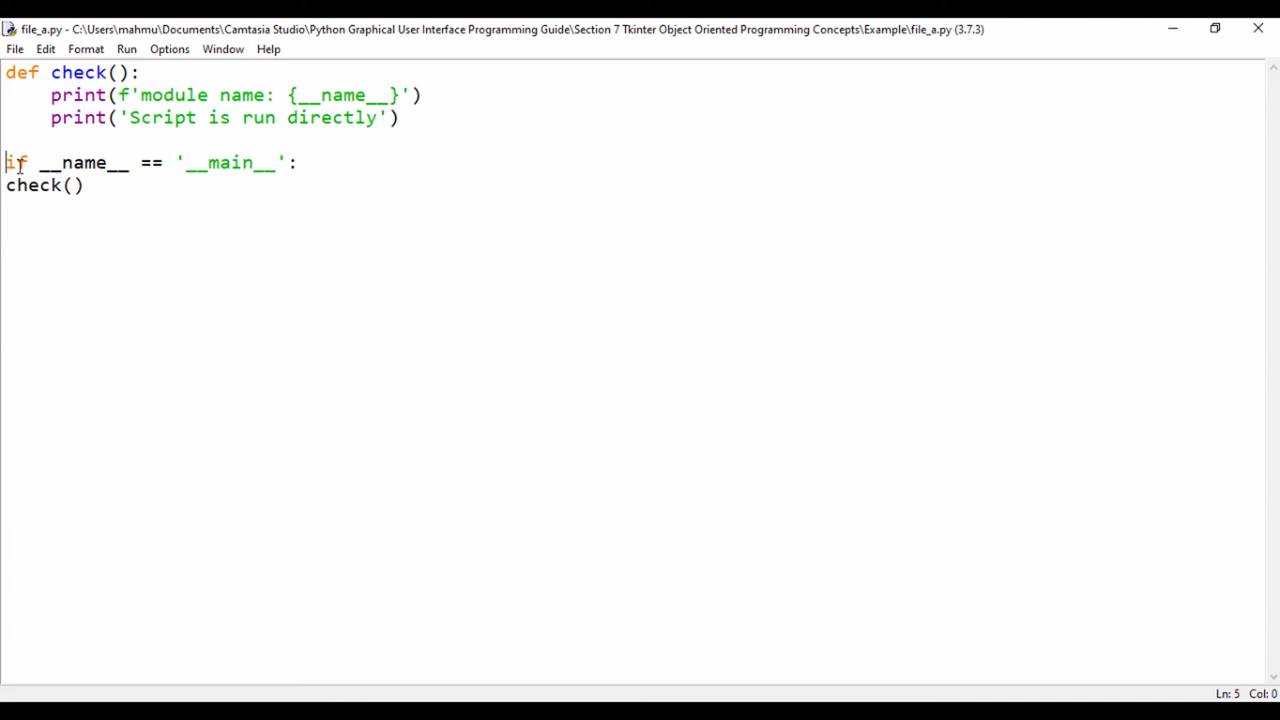 file_a.py - C:\Users\mahmu\Documents\Camtasia Studio\Python Graphical User Interface Programming Guide\Section 7 Tkinter Object Oriented Programming Concepts\Example\file_a.py (3.7.3)
File Edit Format Run Options Window Help
def check():
    print(f'module name: {__name__}')
    print('Script is run directly')
if __name__ == '__main__':
check()
Ln: 5 Col: 0